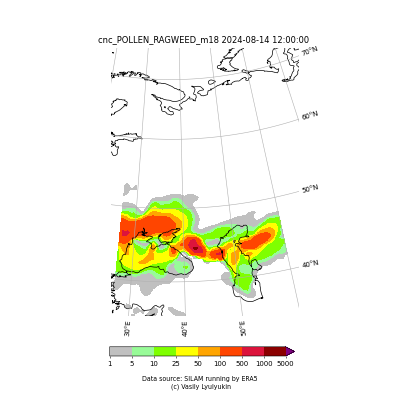 cnc_POLLEN_RAGWEED_m18 2024-08-14 12:00:00
70°N
60°N
50°N
40°N
30°E
40°E
50°E
1 5 10 25 50 100 500 1000 5000
Data source: SILAM running by ERA5
(c) Vasily Lyulyukin